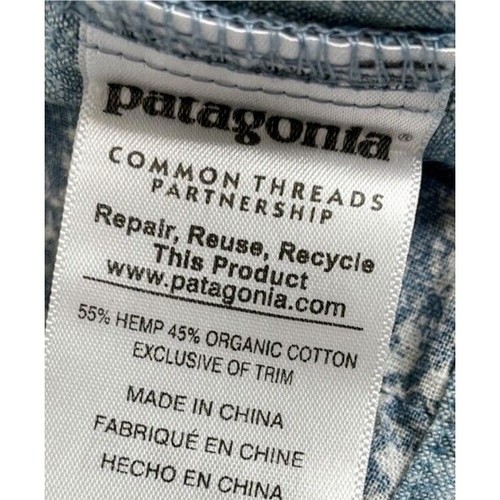 patagonia®
COMMON THREADS
PARTNERSHIP
Repair, Reuse, Recycle
This Product
www.patagonia.com
55% HEMP 45% ORGANIC COTTON
EXCLUSIVE OF TRIM
MADE IN CHINA
FABRIQUÉ EN CHINE
HECHO EN CHINA